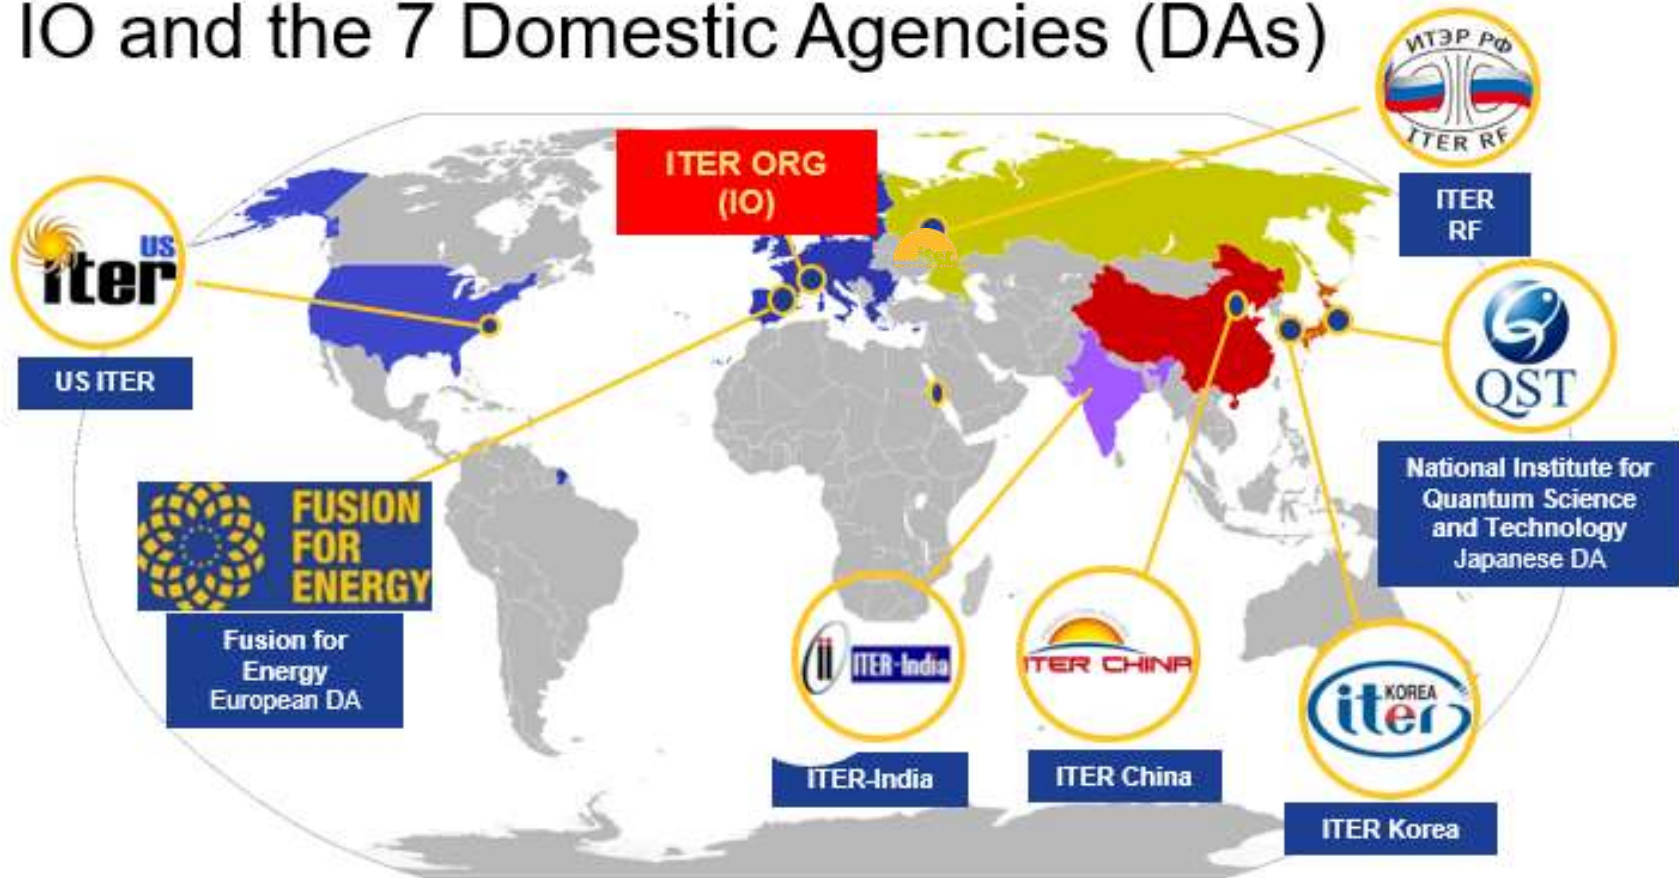 IO and the 7 Domestic Agencies (DAs)
ИТЭР РФ
ITER RF
ITER
RF
ITER ORG
(IO)
US
iter
US ITER
QST
National Institute for
Quantum Science
and Technology
Japanese DA
FUSION
FOR
ENERGY
Fusion for
Energy
European DA
ITER-India
ITER-India
ITER CHINA
ITER China
KOREA
iter
ITER Korea